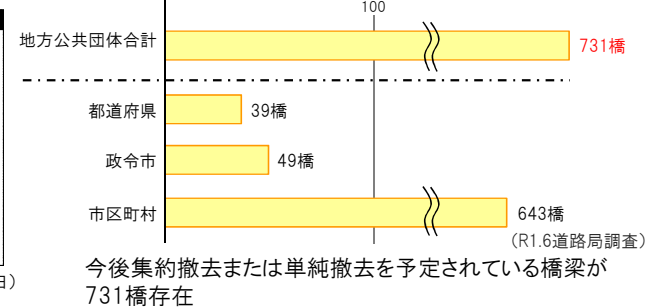 100
地方公共団体合計
731橋
都道府県
39橋
政令市
49橋
市区町村
643橋
(R1.6道路局調査)
今後集約撤去または単純撤去を予定されている橋梁が
731橋存在